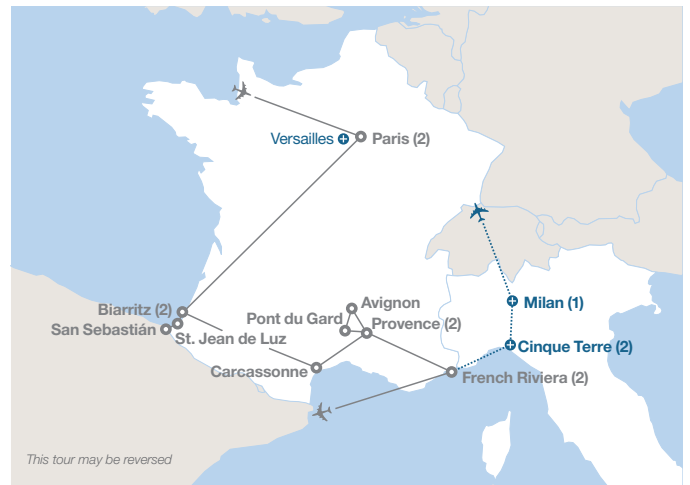 Versailles
Paris (2)
Biarritz (2)
San Sebastián
St. Jean de Luz
Avignon
Pont du Gard
Provence (2)
Carcassonne
French Riviera (2)
Milan (1)
Cinque Terre (2)
This tour may be reversed